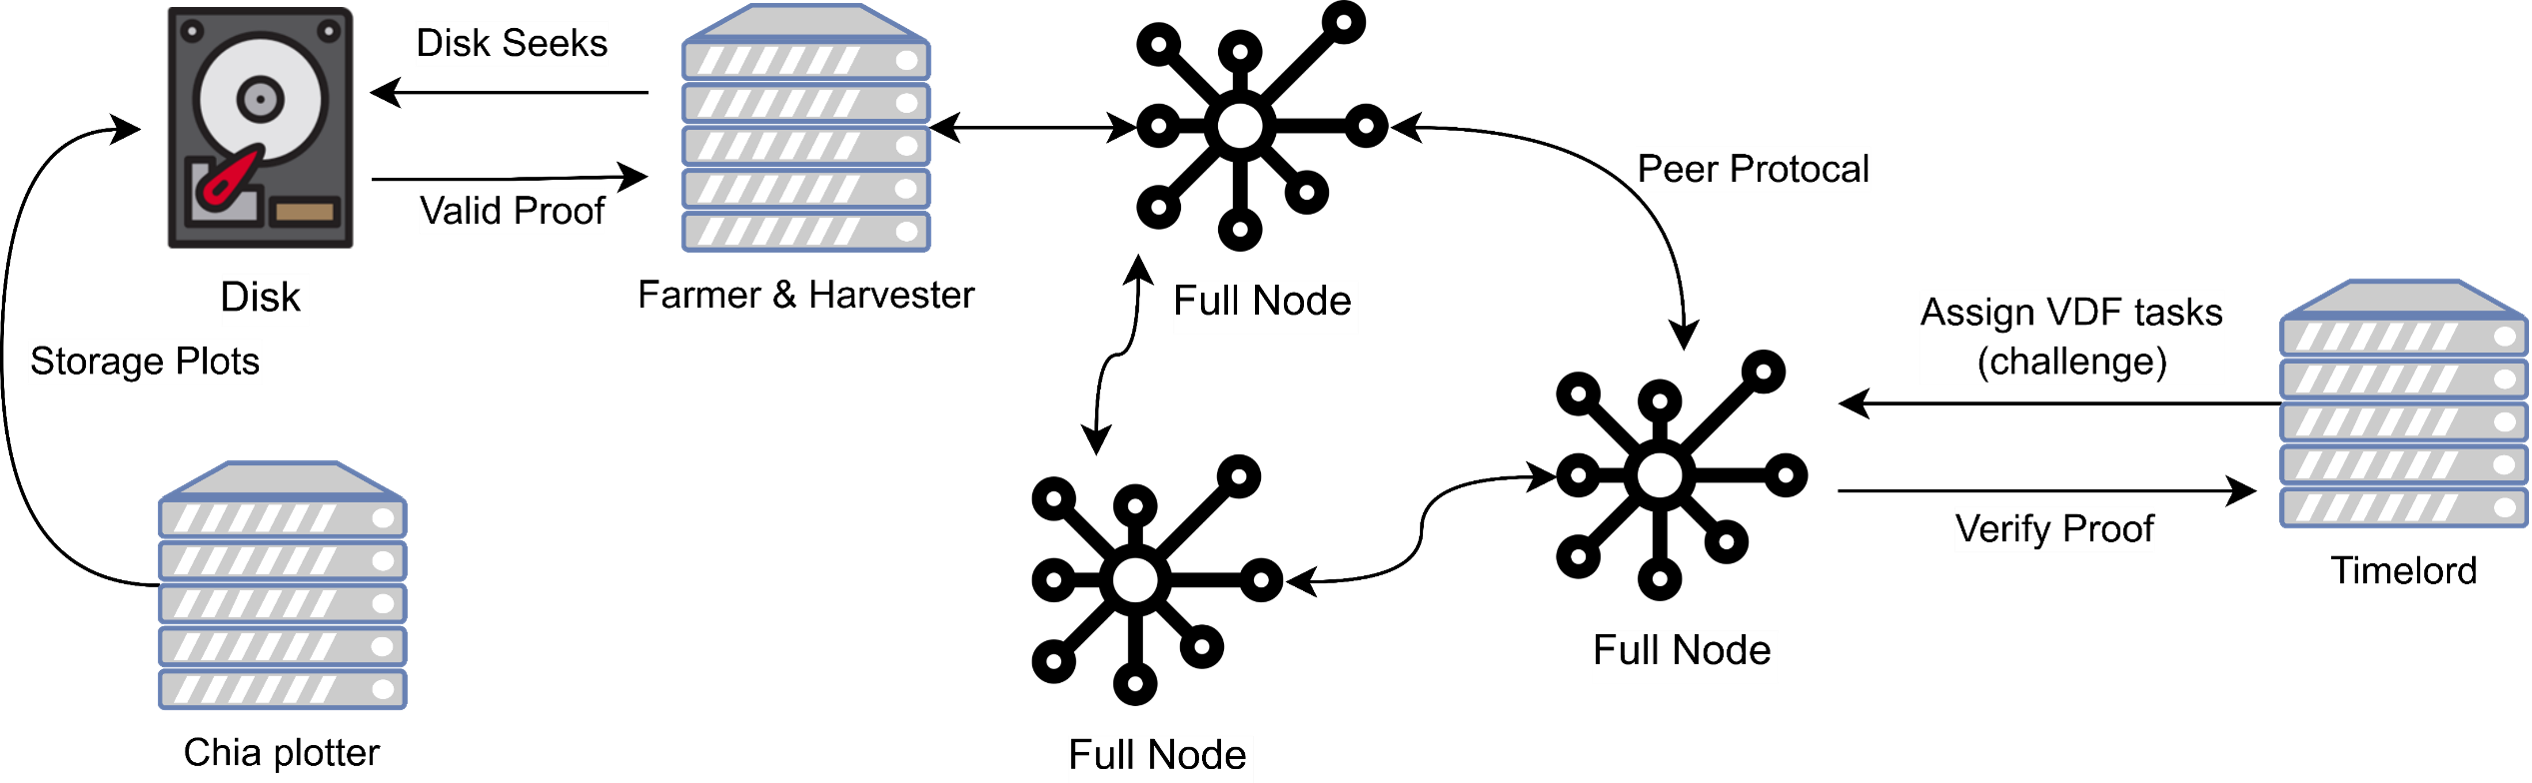 Disk Seeks
Valid Proof
Disk
Farmer & Harvester
Full Node
Peer Protocal
Storage Plots
Assign VDF tasks
(challenge)
Verify Proof
Timelord
Full Node
Chia plotter
Full Node